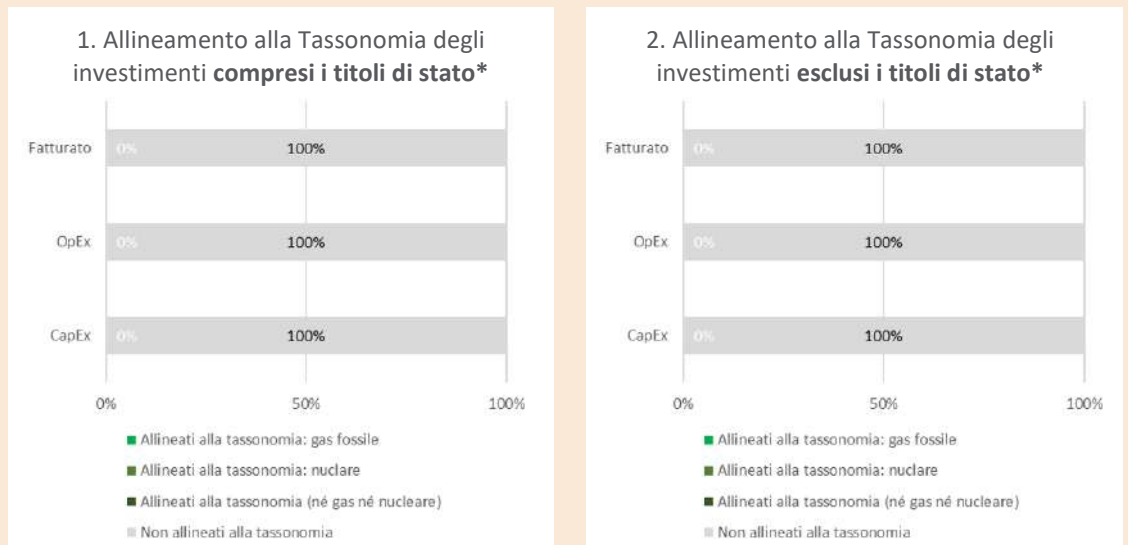 1. Allineamento alla Tassonomia degli
investimenti compresi i titoli di stato*
Fatturato
0%
100%
OpEx
0%
100%
CapEx
0%
100%
0%
50%
100%
Allineati alla tassonomia: gas fossile
Allineati alla tassonomia: nuclare
Allineati alla tassonomia (né gas né nucleare)
Non allineati alla tassonomia
2. Allineamento alla Tassonomia degli
investimenti esclusi i titoli di stato*
Fatturato
0%
100%
OpEx
0%
100%
CapEx
0%
100%
0%
50%
100%
Allineati alla tassonomia: gas fossile
Allineati alla tassonomia: nuclare
Allineati alla tassonomia (né gas né nucleare)
Non allineati alla tassonomia